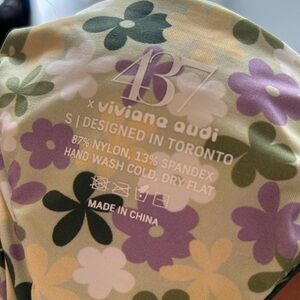 437
x viviane audi
S | DESIGNED IN TORONTO
87% NYLON, 13% SPANDEX
HAND WASH COLD, DRY FLAT
MADE IN CHINA